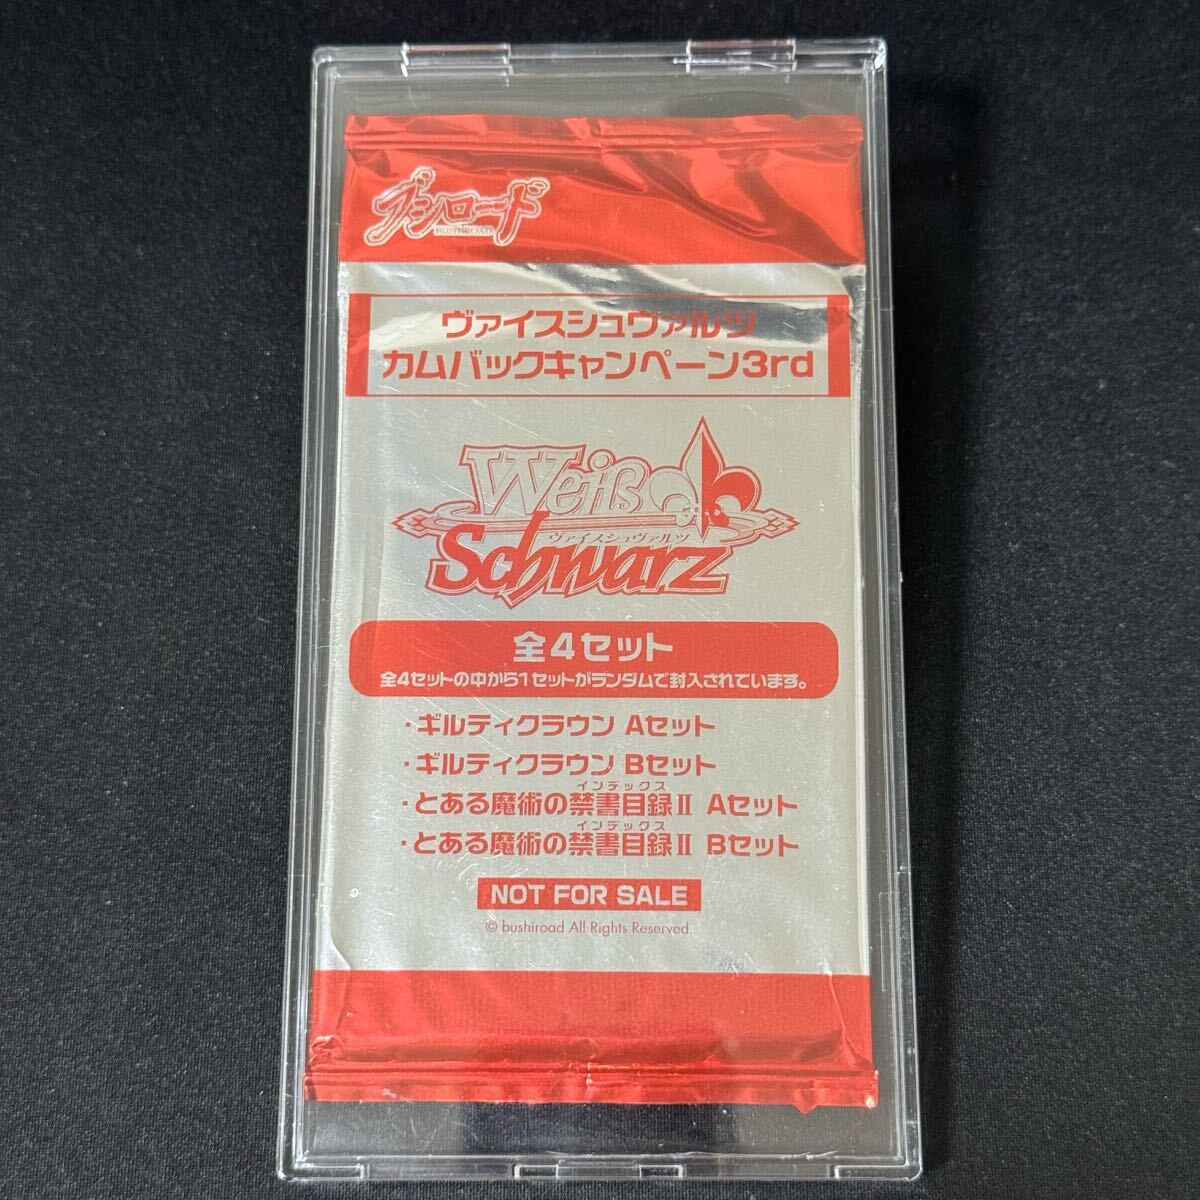 ブシロード
BUSHIROAD
ヴァイスシュヴァルツ
カムバックキャンペーン3rd
Weiß
ヴァイスシュヴァルツ
Schwarz
全4セット
全4セットの中から1セットがランダムで封入されています。
・ギルティクラウン Aセット
・ギルティクラウン Bセット
インデックス
・とある魔術の禁書目録II Aセット
インデックス
・とある魔術の禁書目録II Bセット
NOT FOR SALE
© bushiroad All Rights Reserved.